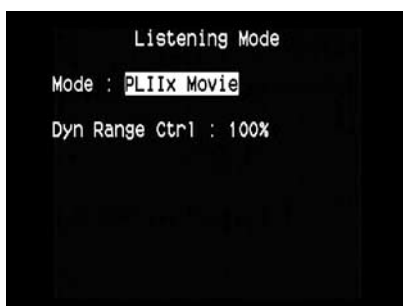 Listening Mode
Mode : PLIIx Movie
Dyn Range Ctrl : 100%